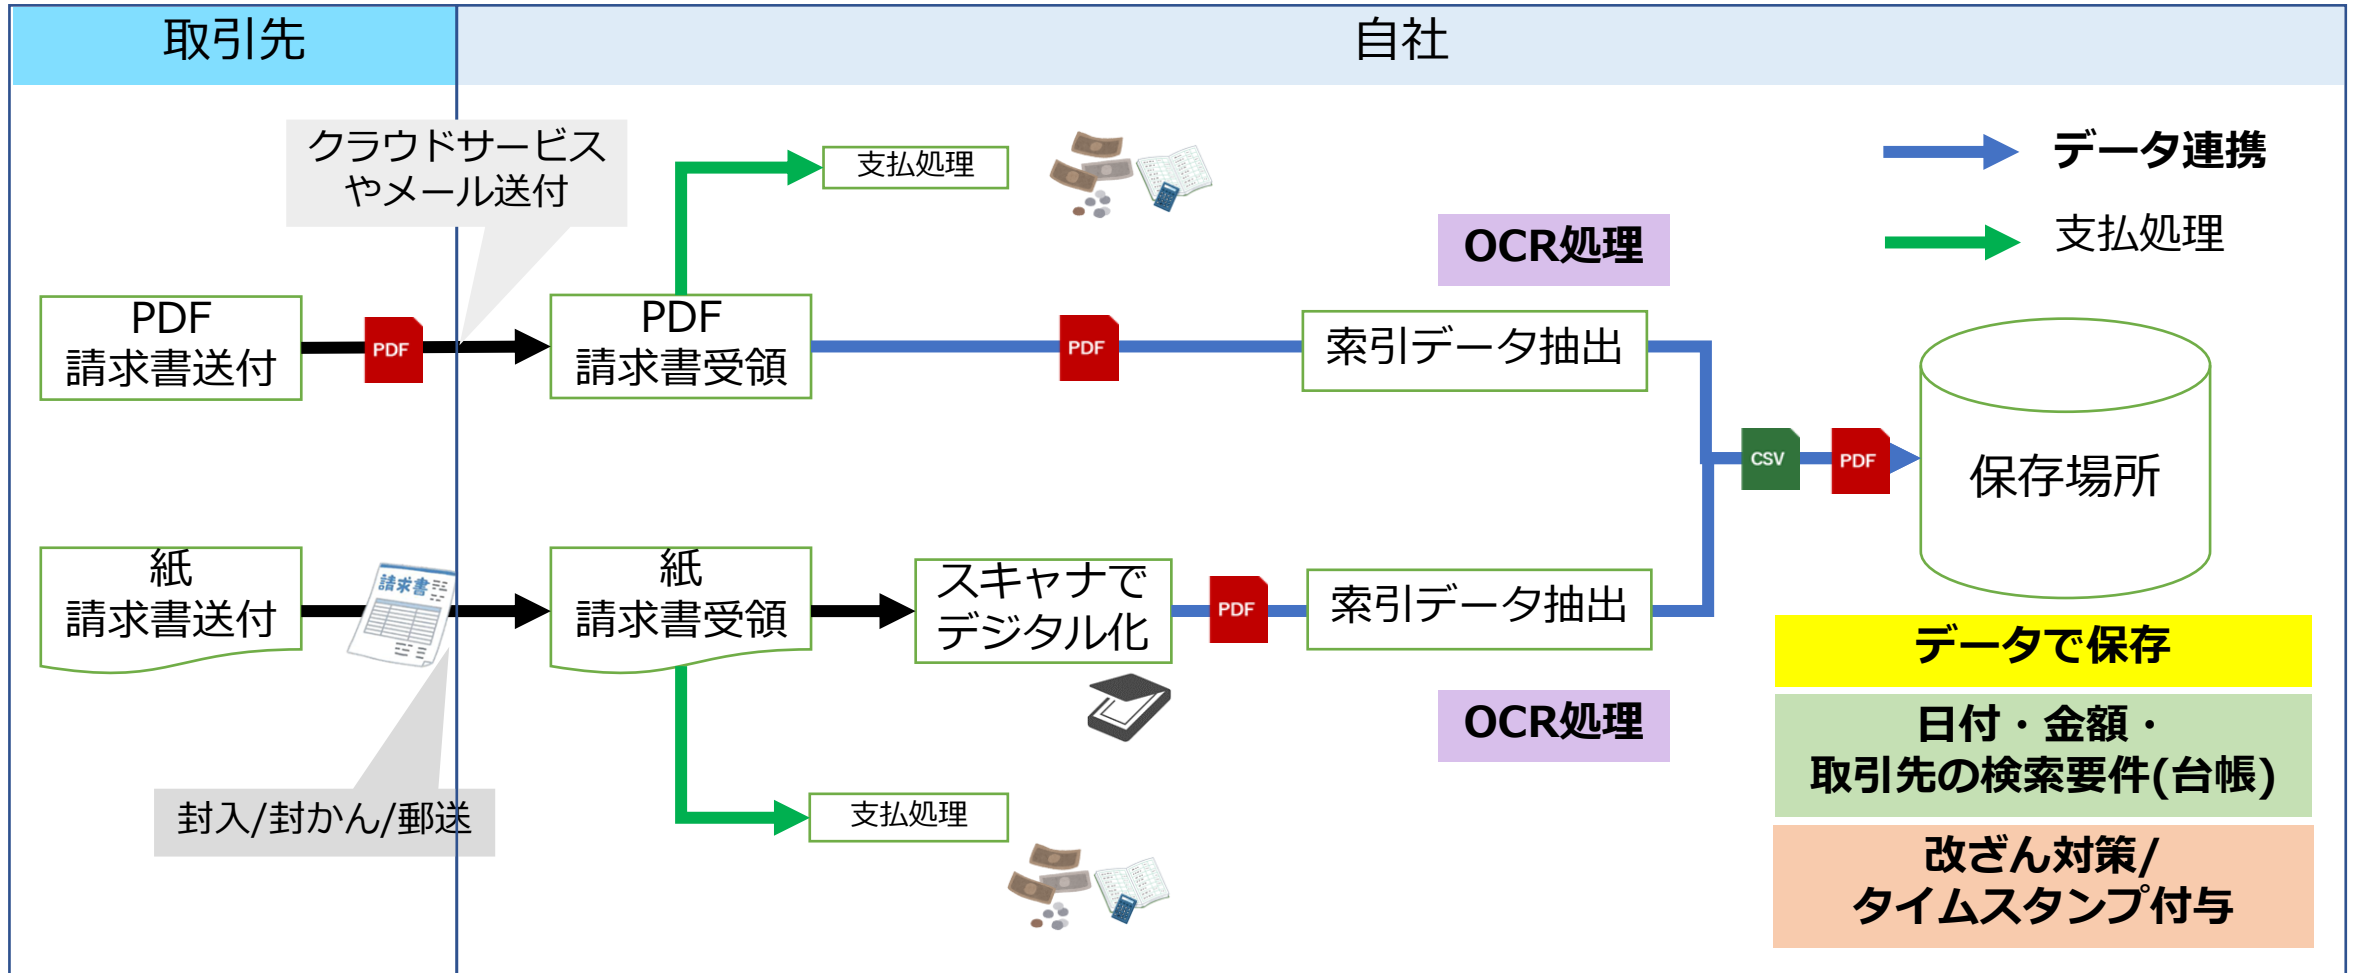 取引先
自社
クラウドサービス
やメール送付
支払処理
データ連携
支払処理
OCR処理
PDF
請求書送付
PDF
PDF
請求書受領
PDF
索引データ抽出
CSV
PDF
保存場所
紙
請求書送付
請求書
紙
請求書受領
スキャナで
デジタル化
PDF
索引データ抽出
OCR処理
封入/封かん/郵送
支払処理
データで保存
日付・金額・
取引先の検索要件(台帳)
改ざん対策/
タイムスタンプ付与